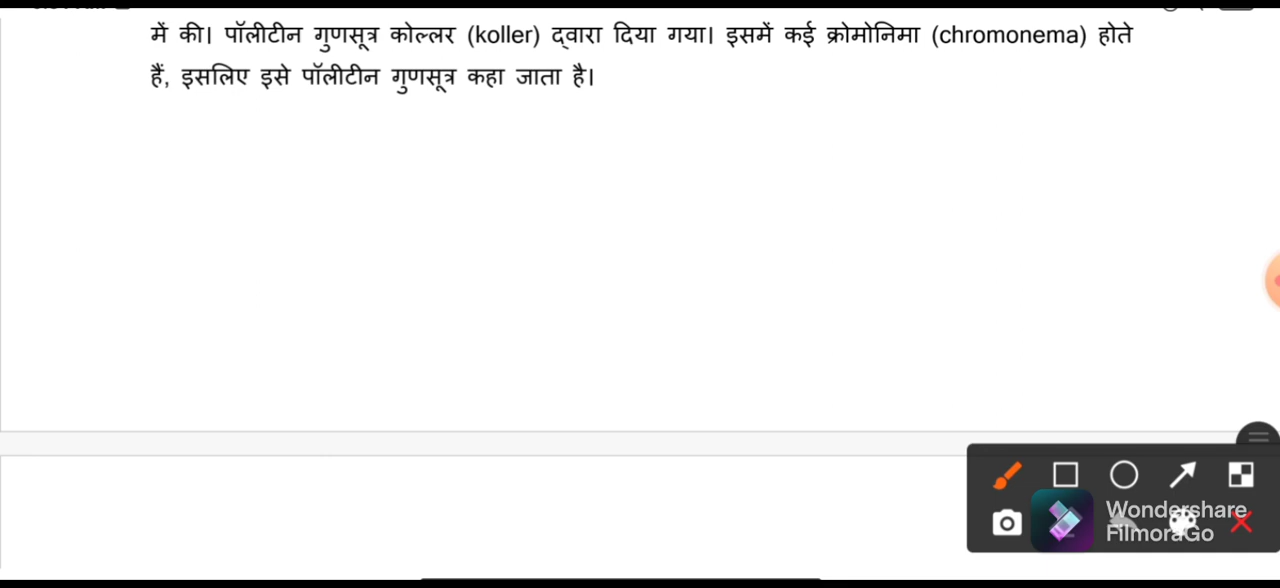 में की। पॉलीटीन गुणसूत्र कोल्लर (koller) द्वारा दिया गया। इसमें कई क्रोमोनिमा (chromonema) होते
हैं, इसलिए इसे पॉलीटीन गुणसूत्र कहा जाता है।
Wondershare
FilmoraGo